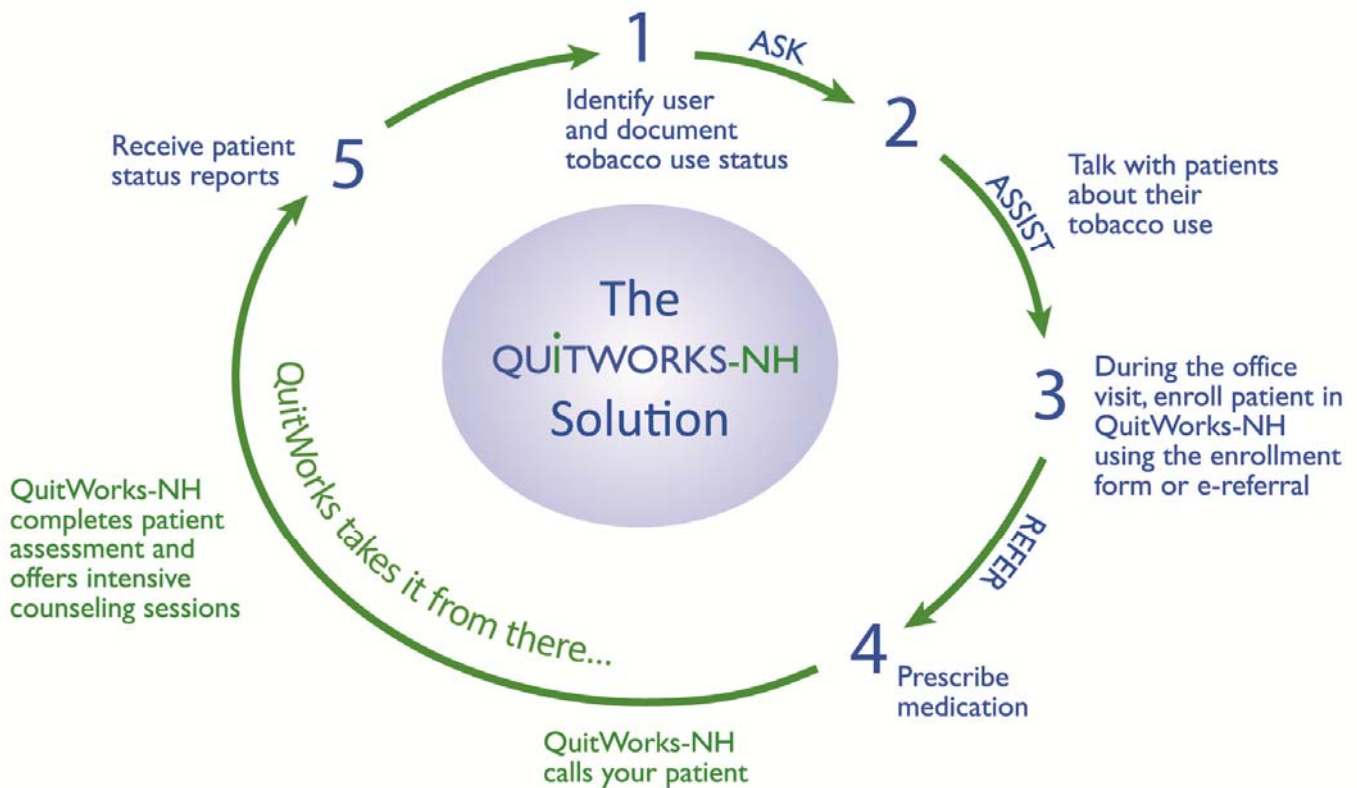 The
QUiTWORKS-NH
Solution
1
Identify user
and document
tobacco use status
ASK
2
Talk with patients
about their
tobacco use
ASSIST
3
During the office
visit, enroll patient in
QuitWorks-NH
using the enrollment
form or e-referral
REFER
4
Prescribe
medication
QuitWorks takes it from there...
QuitWorks-NH
calls your patient
QuitWorks-NH
completes patient
assessment and
offers intensive
counseling sessions
5
Receive patient
status reports